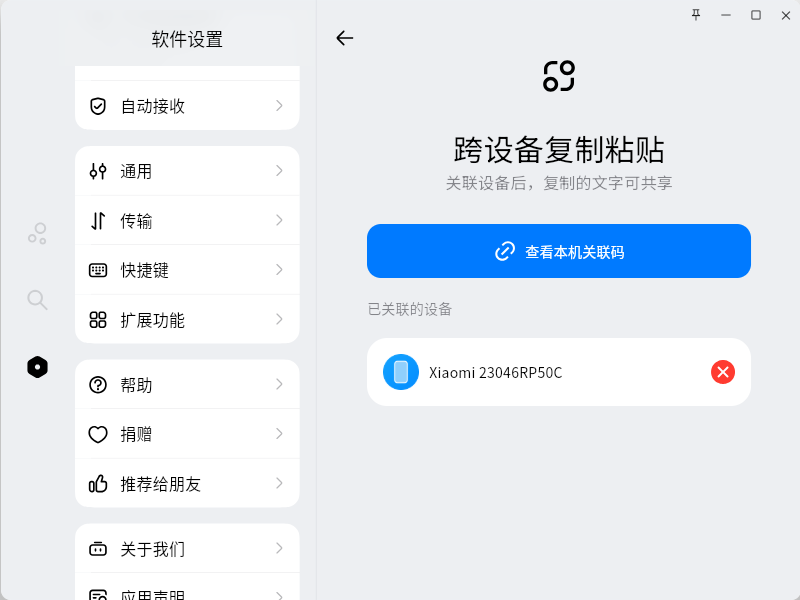 软件设置
自动接收
通用
传输
快捷键
扩展功能
帮助
捐赠
推荐给朋友
关于我们
应用声明
跨设备复制粘贴
关联设备后，复制的文字可共享
查看本机关联码
已关联的设备
Xiaomi 23046RP50C